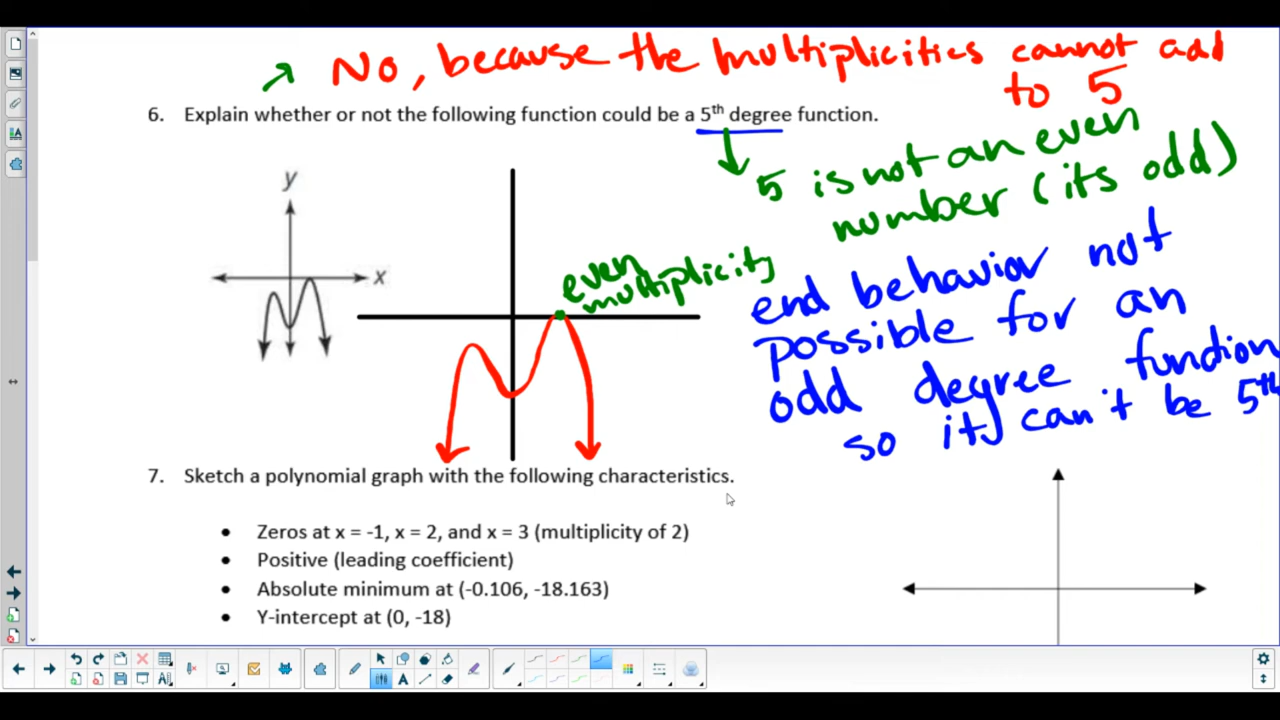 No, because the multiplicities cannot add
to 5
6. Explain whether or not the following function could be a 5th degree function.
5 is not an even
number (its odd)
y
x
even
multiplicity
end behavior not
possible for an
odd degree function
so it can't be 5th
7. Sketch a polynomial graph with the following characteristics.
• Zeros at x = -1, x = 2, and x = 3 (multiplicity of 2)
• Positive (leading coefficient)
• Absolute minimum at (-0.106, -18.163)
• Y-intercept at (0, -18)